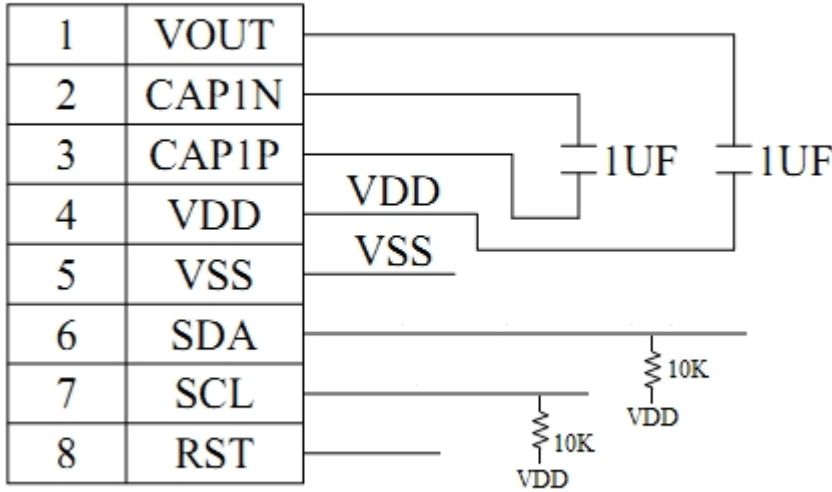 1 VOUT
2 CAP1N
3 CAP1P 1UF 1UF
4 VDD VDD
5 VSS VSS
6 SDA
10K
7 SCL
VDD
10K
8 RST
VDD